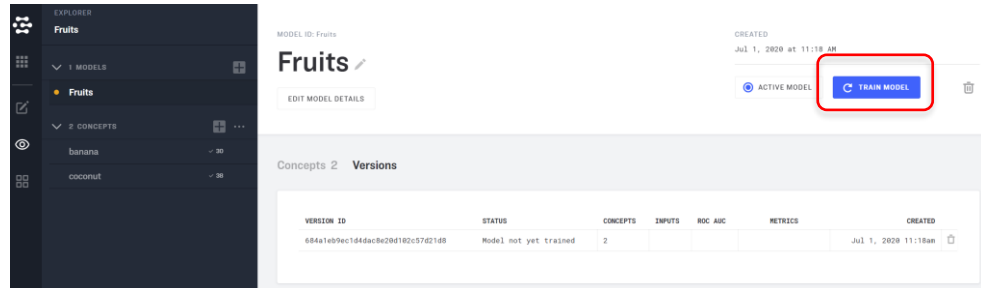 EXPLORER
Fruits
1 MODELS
Fruits
2 CONCEPTS
banana
30
coconut
36
MODEL ID: Fruits
Fruits
EDIT MODEL DETAILS
CREATED
Jul 1, 2020 at 11:18 AM
ACTIVE MODEL
TRAIN MODEL
Concepts 2 Versions
VERSION ID STATUS CONCEPTS INPUTS ROC AUC METRICS CREATED
684a1eb9ec1d4dac8e20d102c57d21d8 Model not yet trained 2 Jul 1, 2020 11:18am